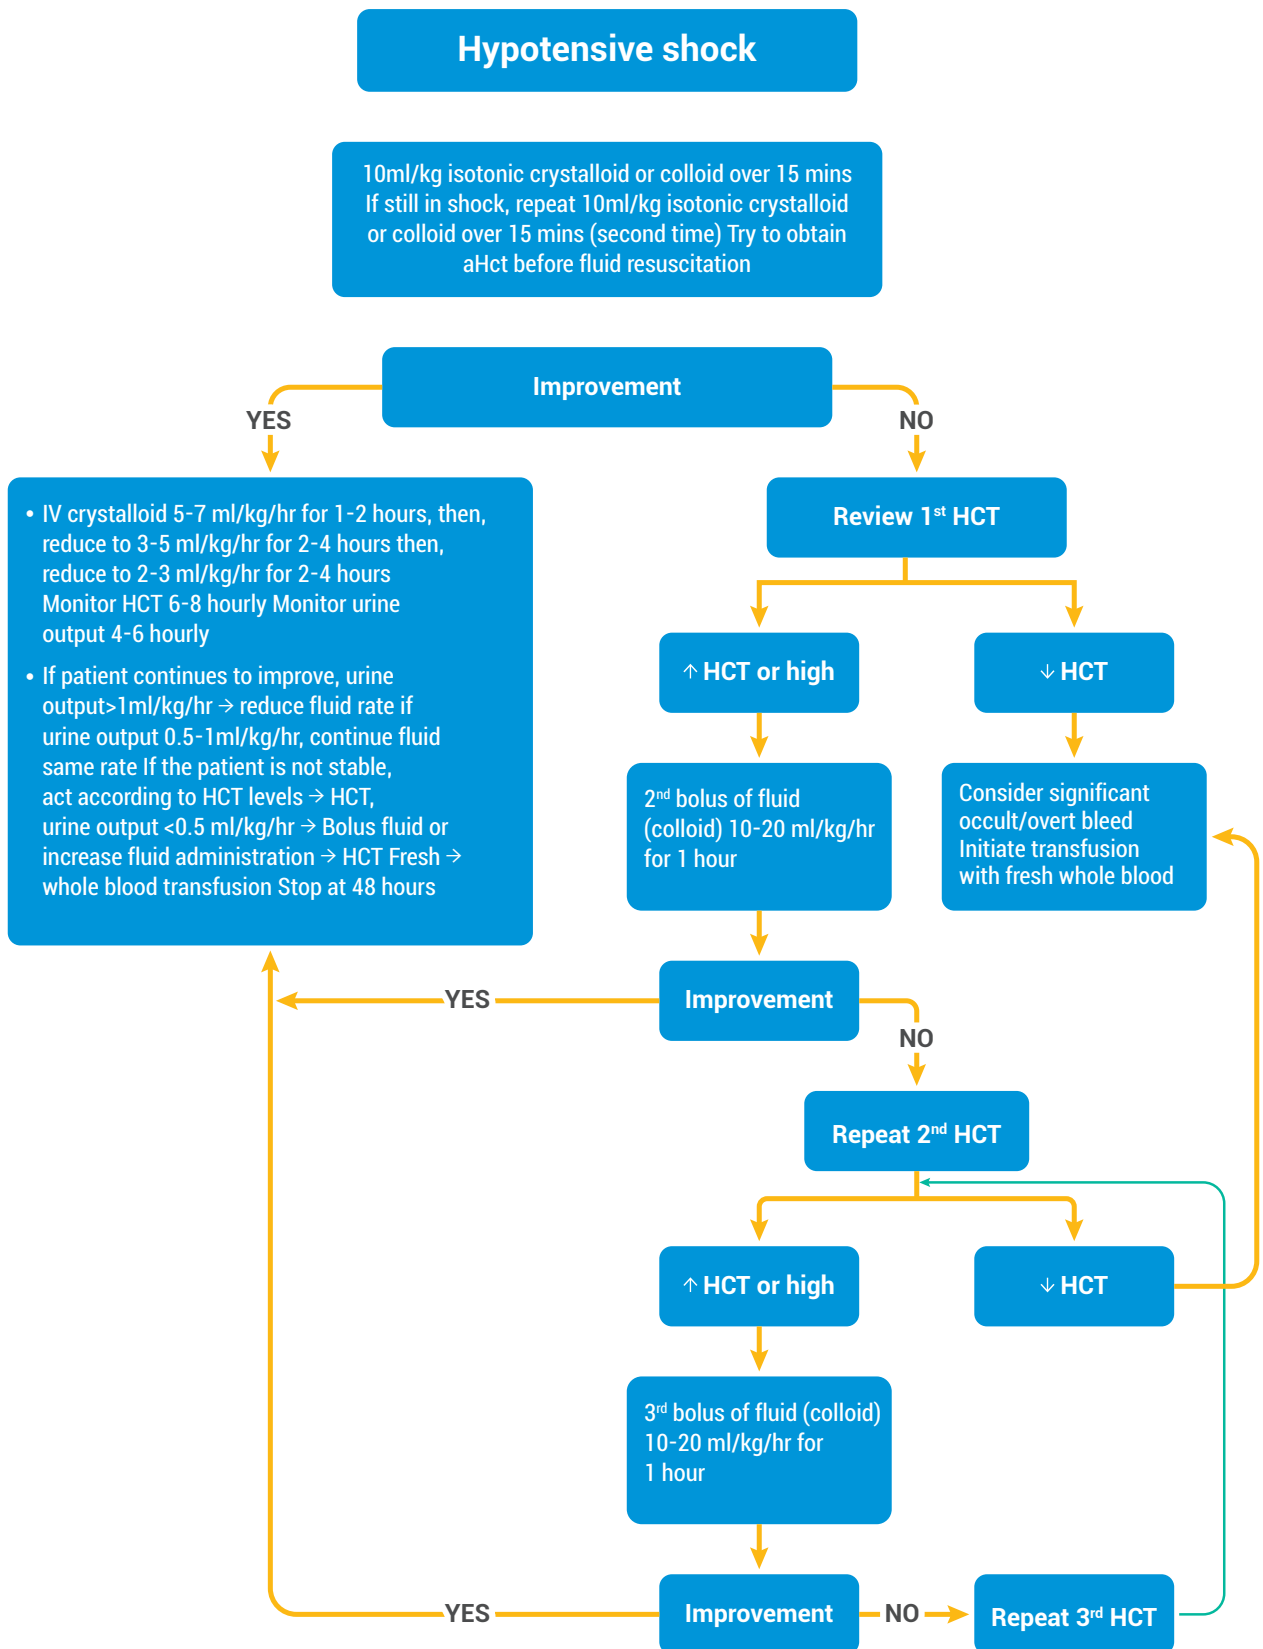 Hypotensive shock
10ml/kg isotonic crystalloid or colloid over 15 mins
If still in shock, repeat 10ml/kg isotonic crystalloid
or colloid over 15 mins (second time) Try to obtain
aHct before fluid resuscitation
Improvement
YES
NO
• IV crystalloid 5-7 ml/kg/hr for 1-2 hours, then,
reduce to 3-5 ml/kg/hr for 2-4 hours then,
reduce to 2-3 ml/kg/hr for 2-4 hours
Monitor HCT 6-8 hourly Monitor urine
output 4-6 hourly
• If patient continues to improve, urine
output>1ml/kg/hr → reduce fluid rate if
urine output 0.5-1ml/kg/hr, continue fluid
same rate If the patient is not stable,
act according to HCT levels → HCT,
urine output <0.5 ml/kg/hr → Bolus fluid or
increase fluid administration → HCT Fresh →
whole blood transfusion Stop at 48 hours
Review 1st HCT
↑ HCT or high
↓ HCT
2nd bolus of fluid
(colloid) 10-20 ml/kg/hr
for 1 hour
Consider significant
occult/overt bleed
Initiate transfusion
with fresh whole blood
Improvement
YES
NO
Repeat 2nd HCT
↑ HCT or high
↓ HCT
3rd bolus of fluid (colloid)
10-20 ml/kg/hr for
1 hour
Improvement
YES
NO
Repeat 3rd HCT